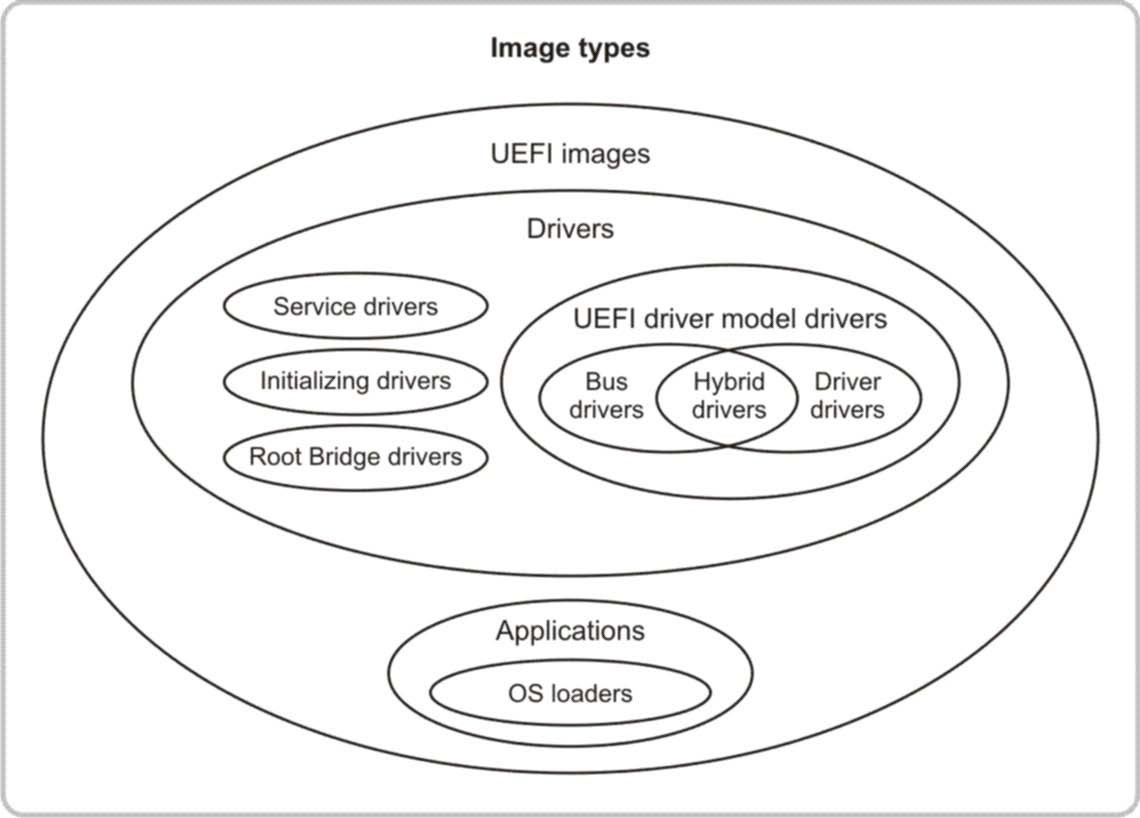 Image types
UEFI images
Drivers
Service drivers
Initializing drivers
Root Bridge drivers
UEFI driver model drivers
Bus
drivers
Hybrid
drivers
Driver
drivers
Applications
OS loaders